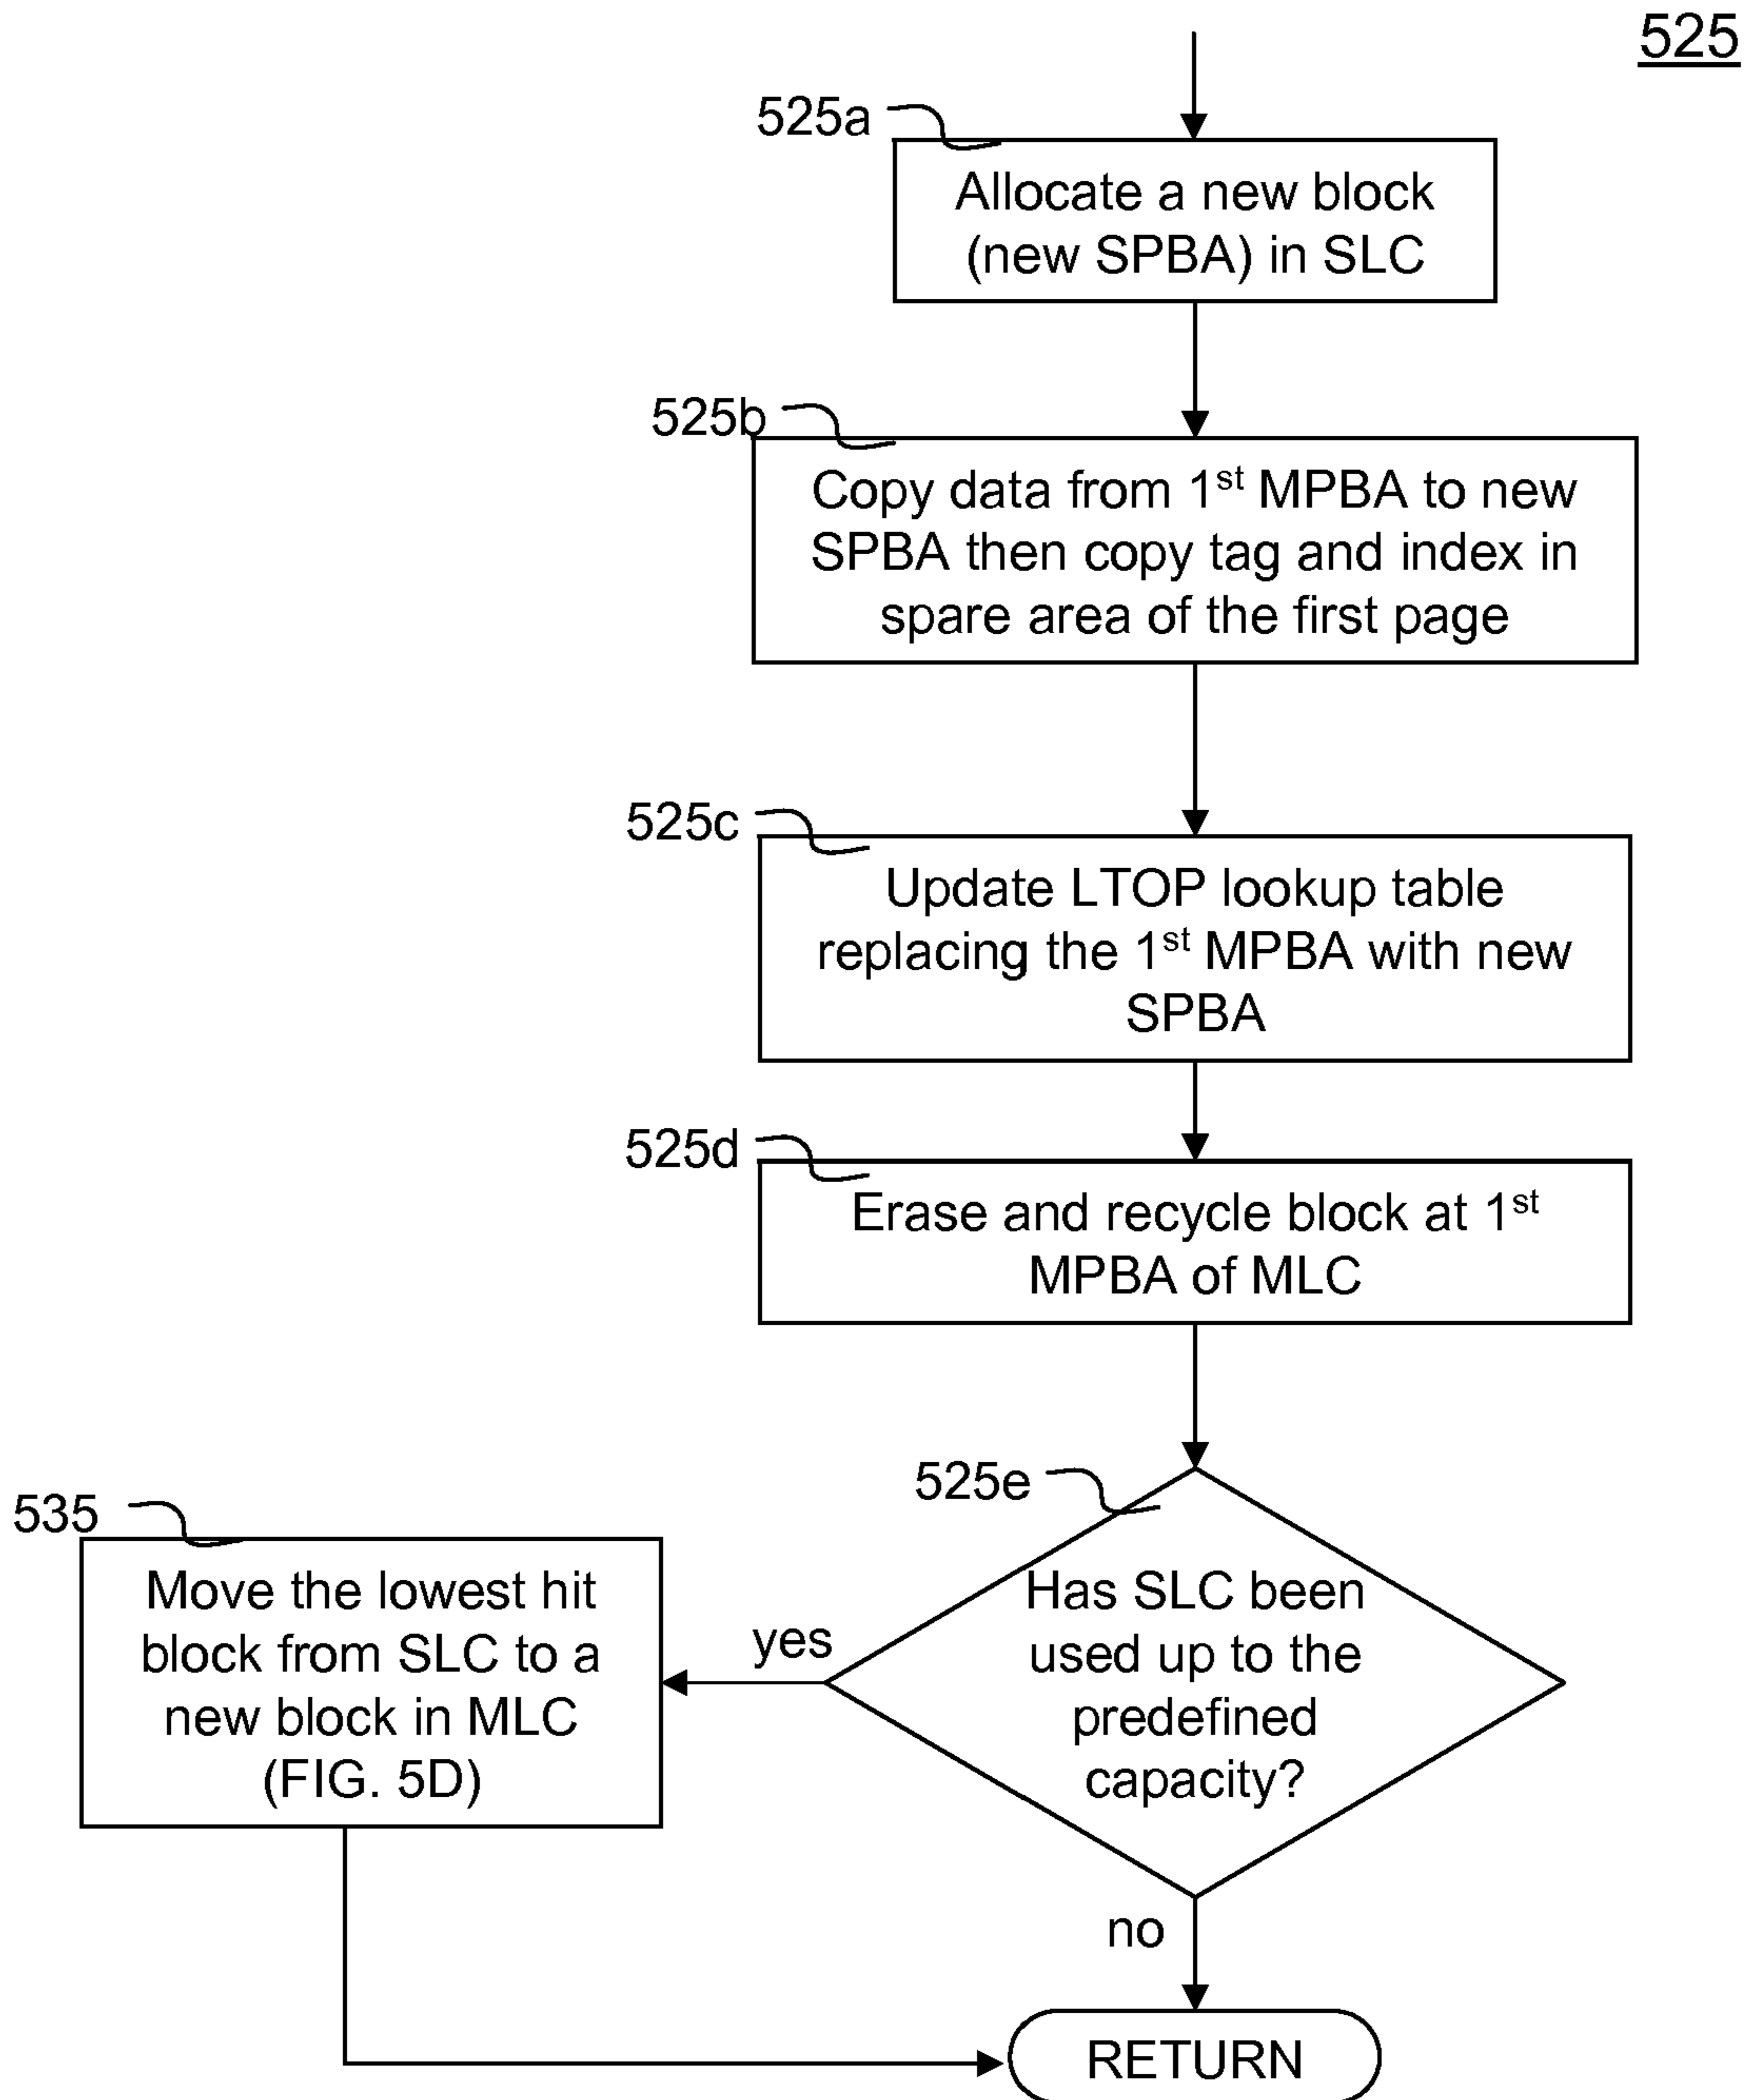 525
525a
Allocate a new block
(new SPBA) in SLC
525b
Copy data from 1st MPBA to new
SPBA then copy tag and index in
spare area of the first page
525c
Update LTOP lookup table
replacing the 1st MPBA with new
SPBA
525d
Erase and recycle block at 1st
MPBA of MLC
525e
Has SLC been
used up to the
predefined
capacity?
yes
535
Move the lowest hit
block from SLC to a
new block in MLC
(FIG. 5D)
no
RETURN